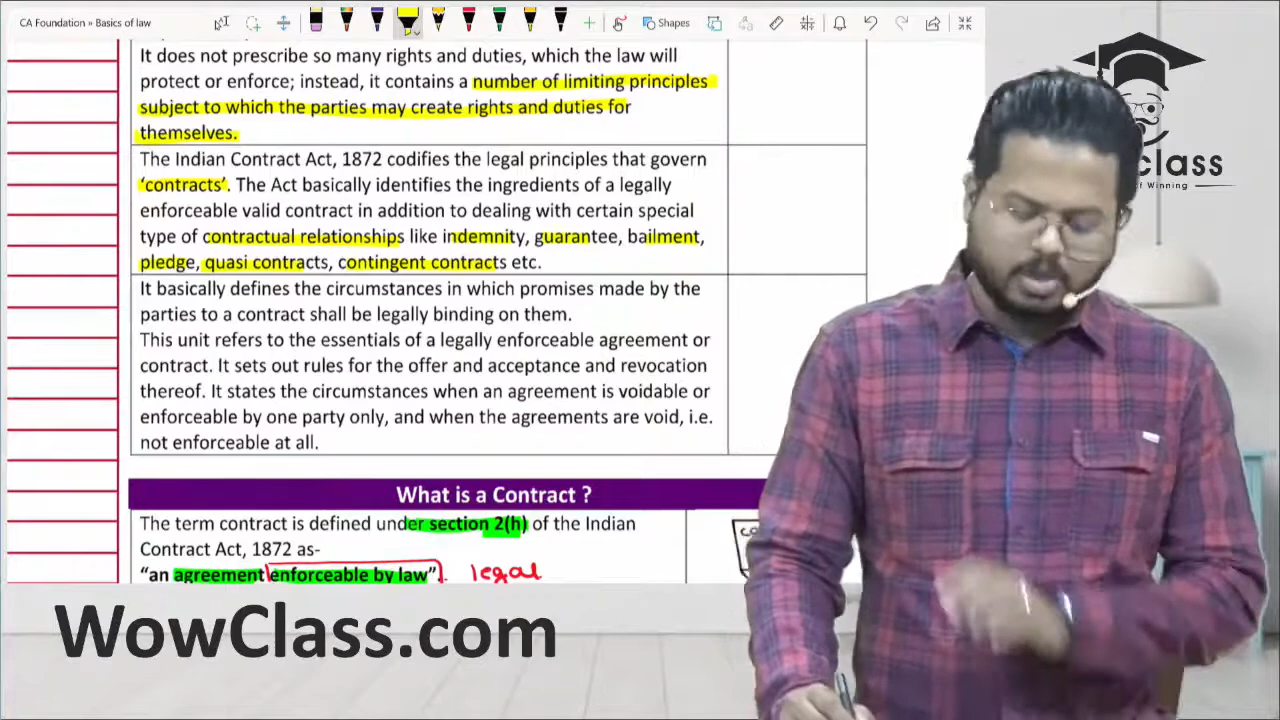 CA Foundation » Basics of law
Shapes
It does not prescribe so many rights and duties, which the law will
protect or enforce; instead, it contains a number of limiting principles
subject to which the parties may create rights and duties for
themselves.
The Indian Contract Act, 1872 codifies the legal principles that govern
‘contracts’. The Act basically identifies the ingredients of a legally
enforceable valid contract in addition to dealing with certain special
type of contractual relationships like indemnity, guarantee, bailment,
pledge, quasi contracts, contingent contracts etc.
It basically defines the circumstances in which promises made by the
parties to a contract shall be legally binding on them.
This unit refers to the essentials of a legally enforceable agreement or
contract. It sets out rules for the offer and acceptance and revocation
thereof. It states the circumstances when an agreement is voidable or
enforceable by one party only, and when the agreements are void, i.e.
not enforceable at all.
What is a Contract ?
The term contract is defined under section 2(h) of the Indian
Contract Act, 1872 as-
“an agreement enforceable by law”. legal
WowClass.com
class
of Winning